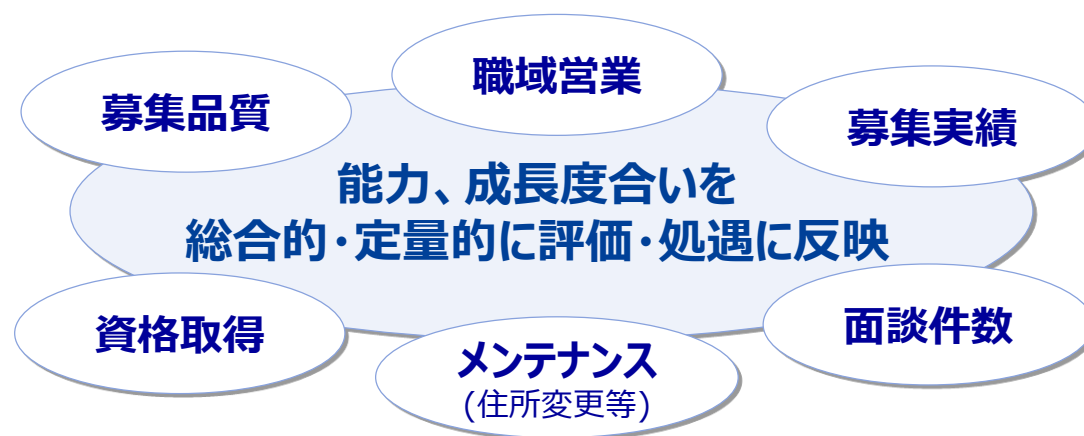 職域営業
募集品質
募集実績
能力、成長度合いを
総合的・定量的に評価・処遇に反映
資格取得
面談件数
メンテナンス
(住所変更等)